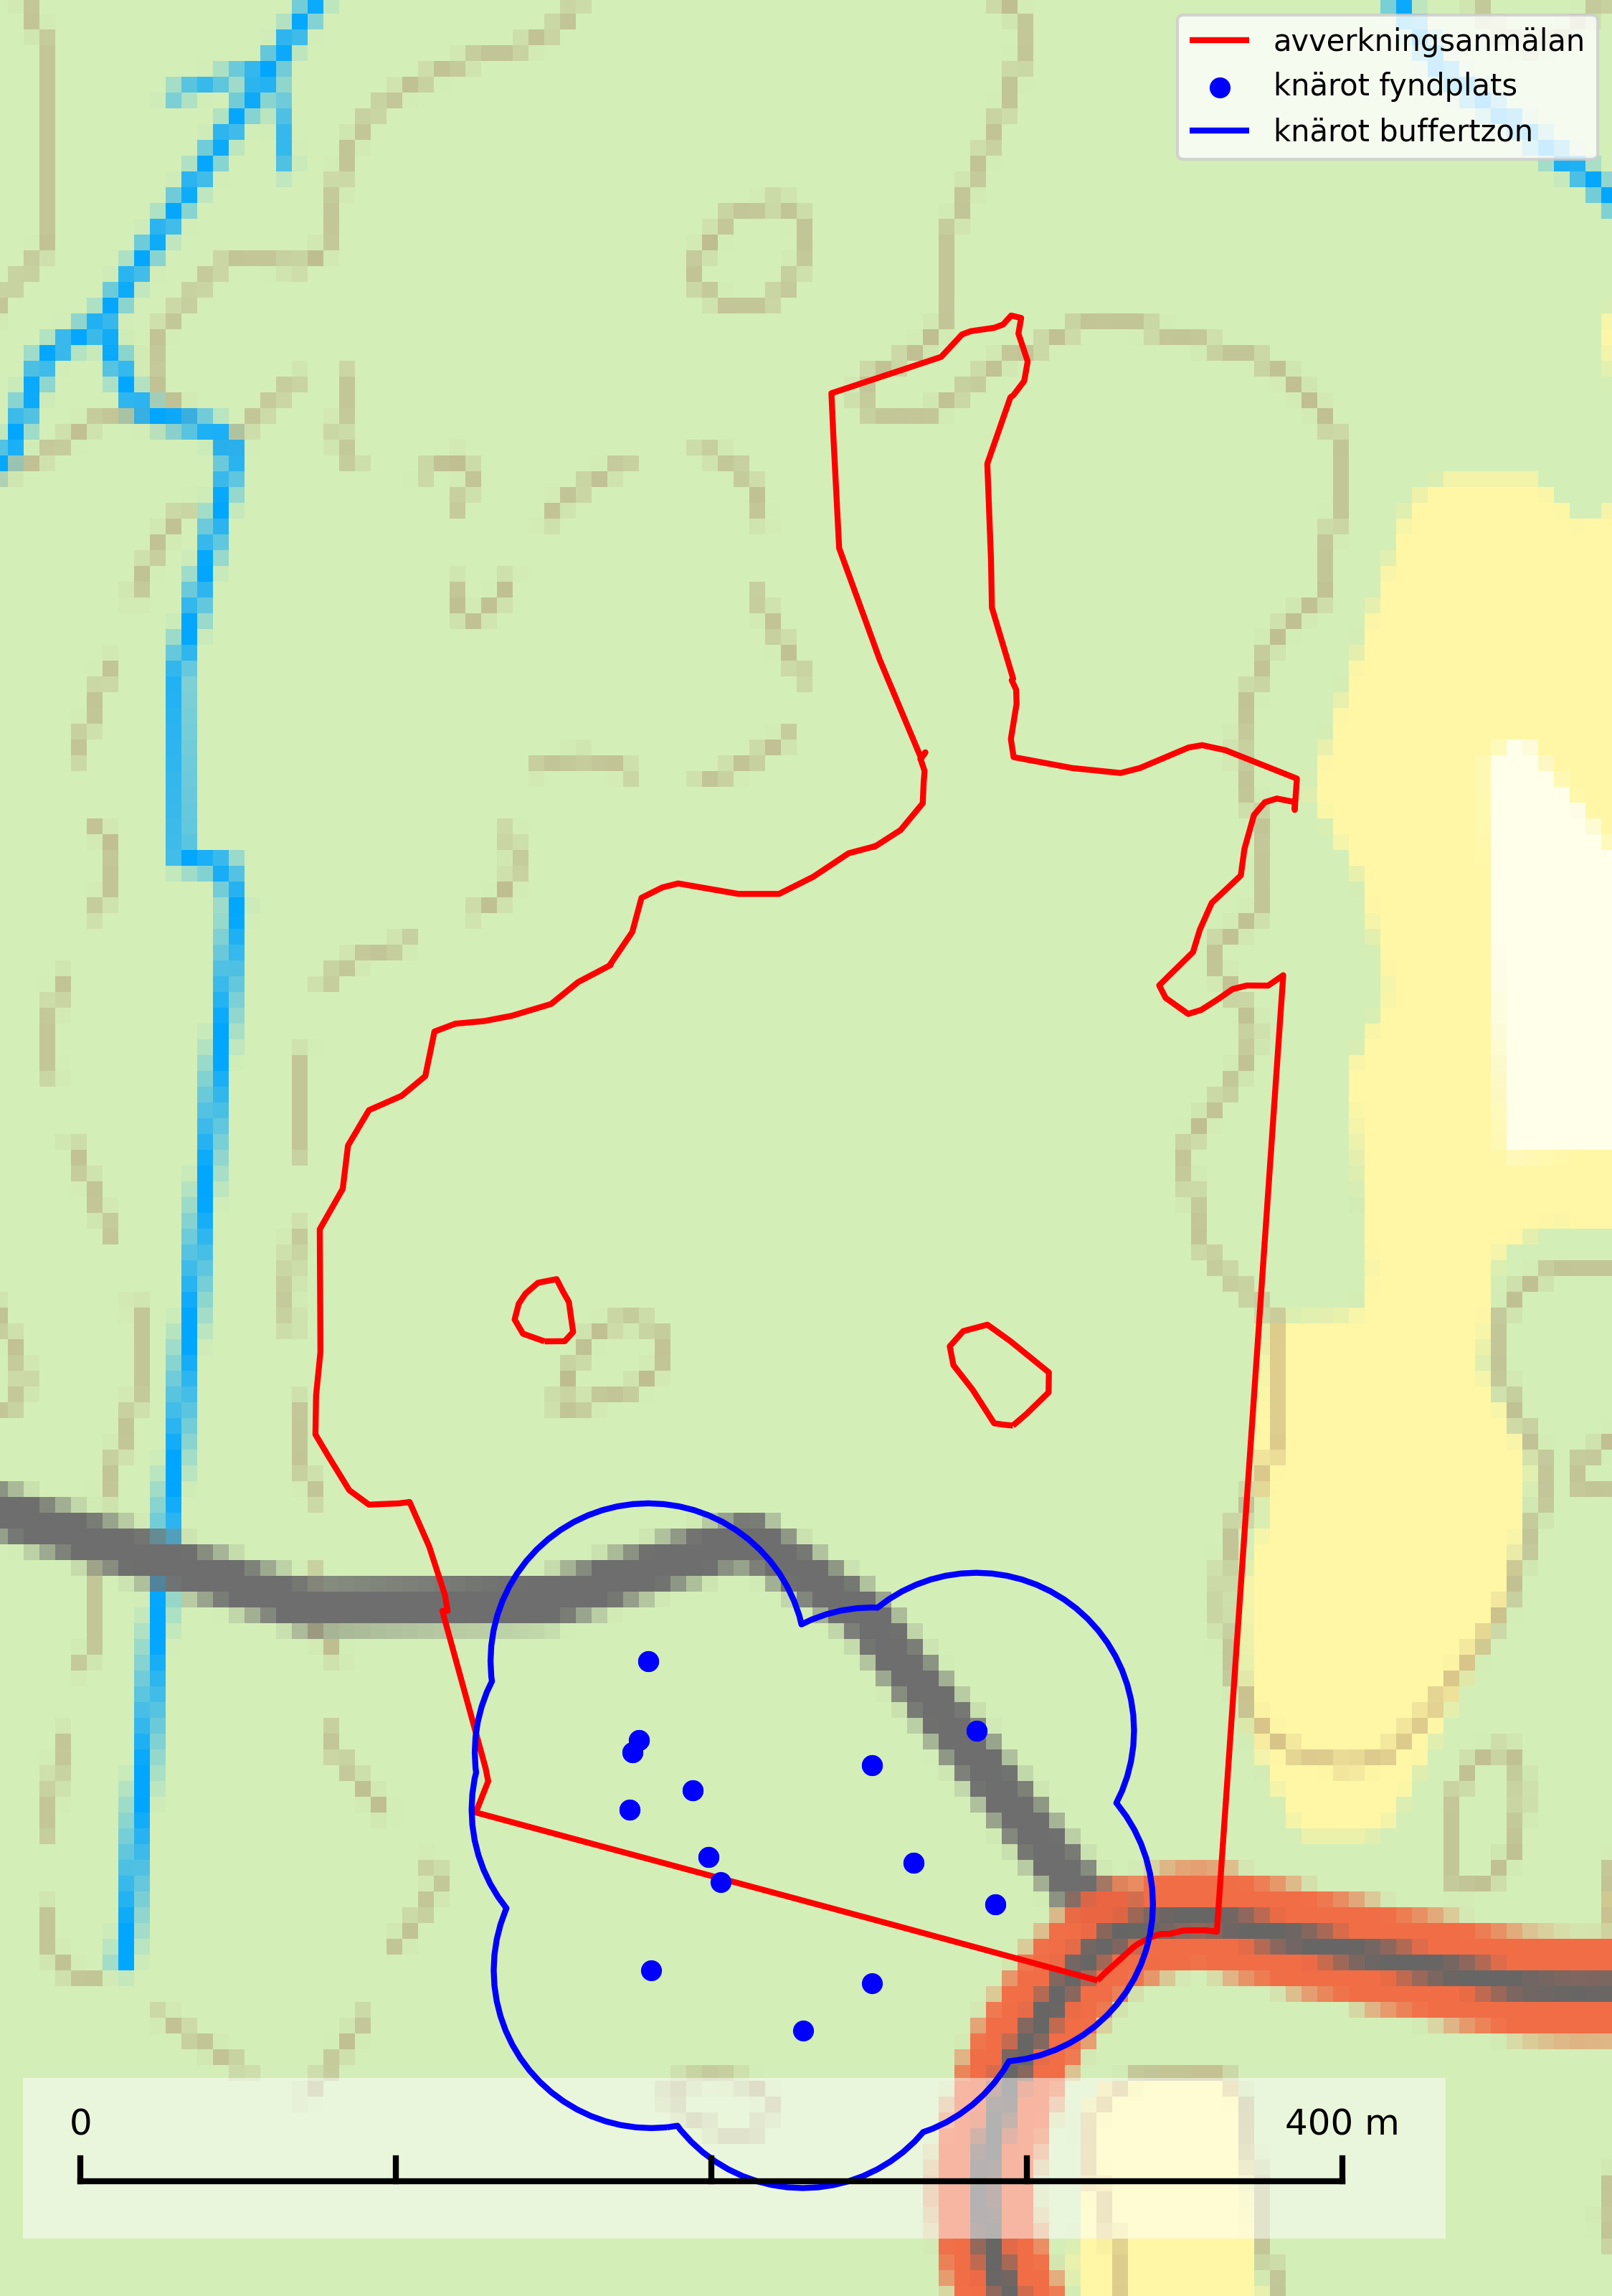 avverkningsanmälan
knärot fyndplats
knärot buffertzon
0 400 m